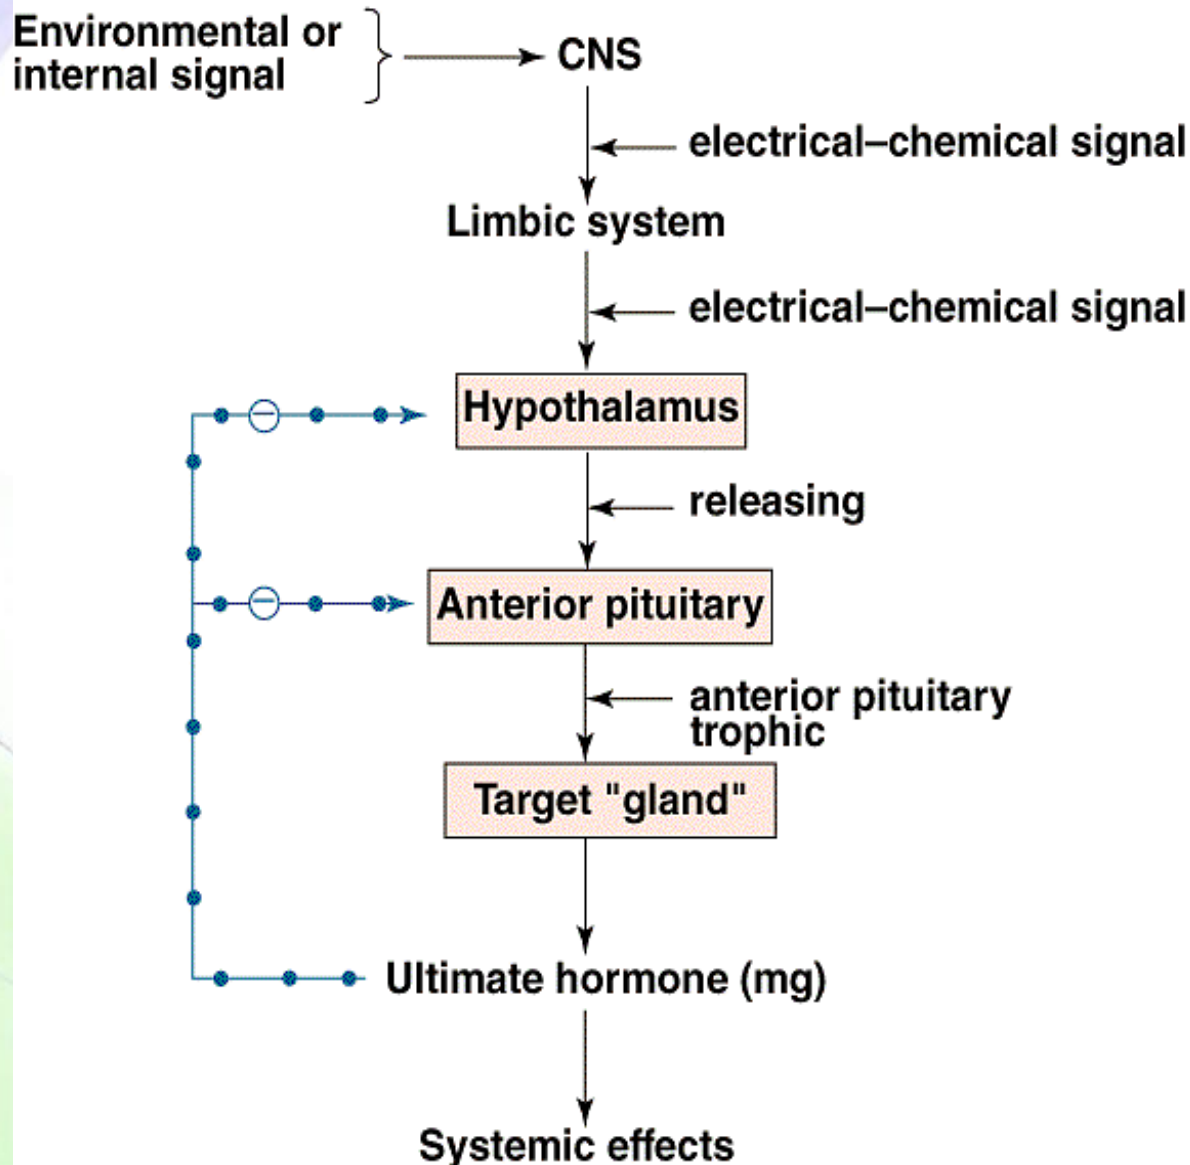 Environmental or
internal signal
CNS
electrical–chemical signal
Limbic system
electrical–chemical signal
Hypothalamus
releasing
Anterior pituitary
anterior pituitary
trophic
Target "gland"
Ultimate hormone (mg)
Systemic effects